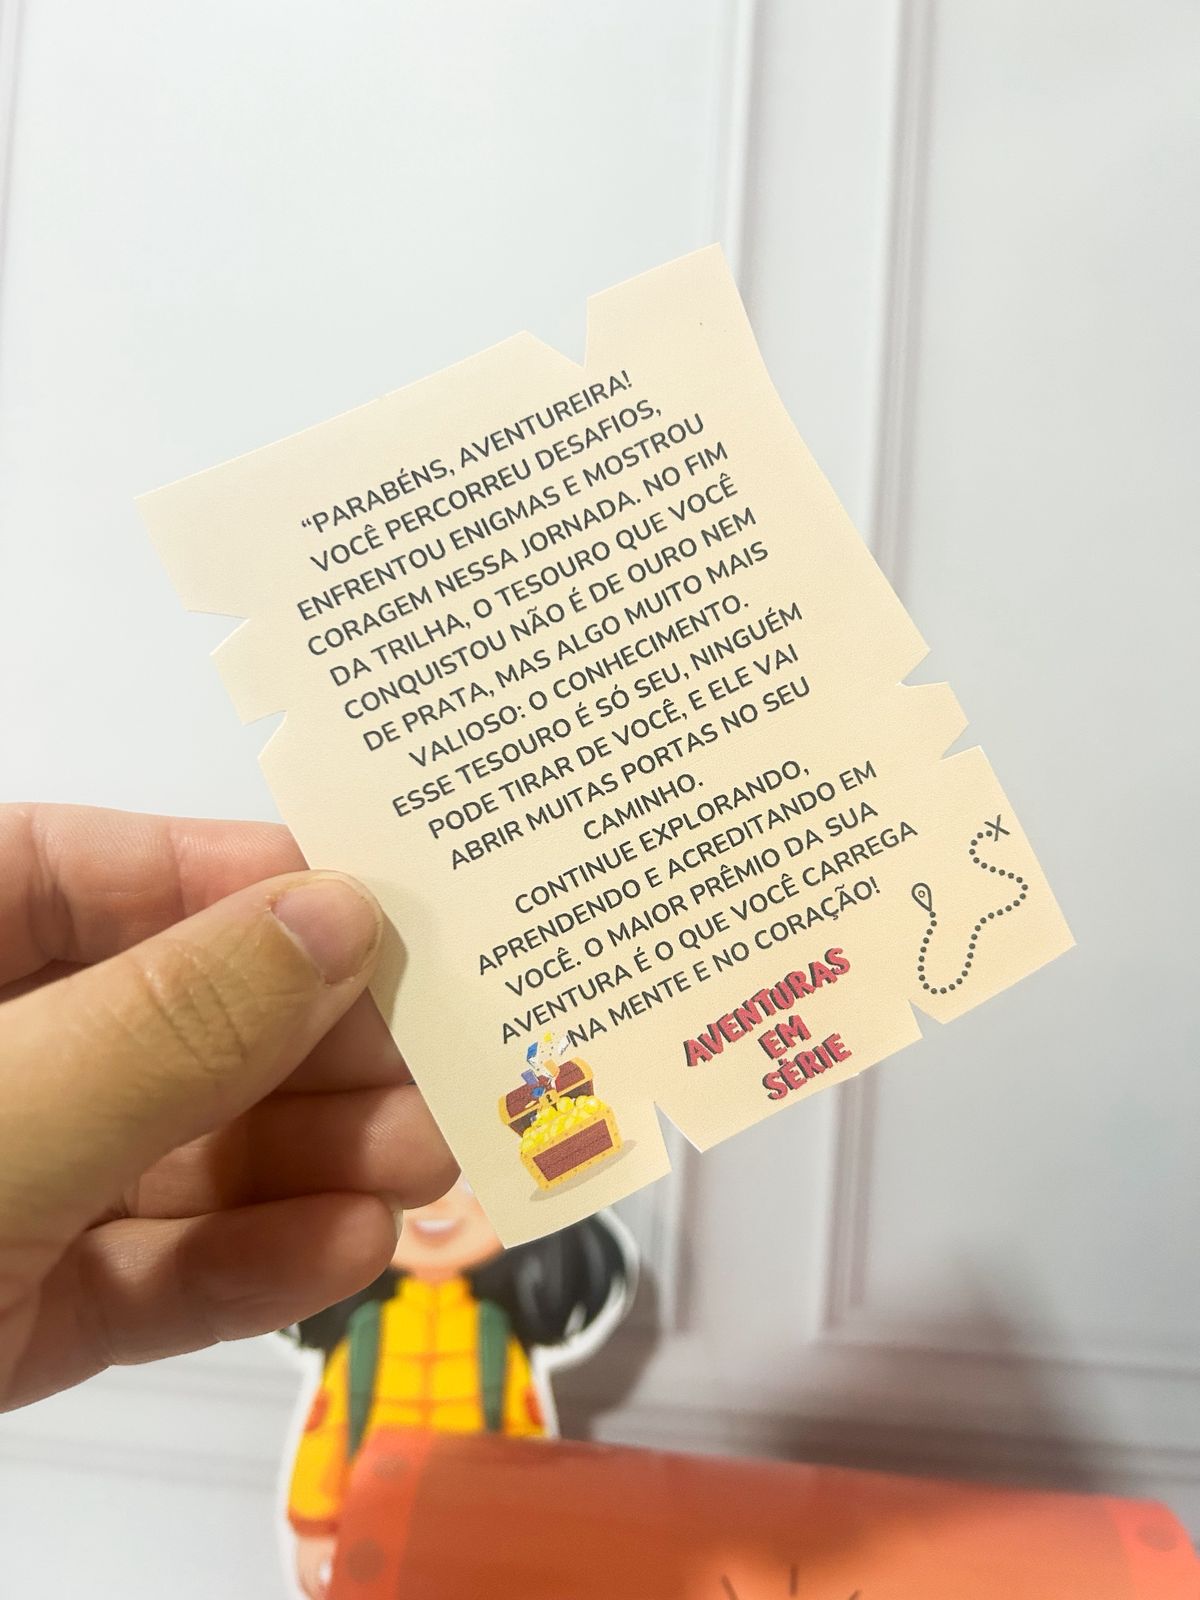 “PARABÉNS, AVENTUREIRA!
VOCÊ PERCORREU DESAFIOS,
ENFRENTOU ENIGMAS E MOSTROU
CORAGEM NESSA JORNADA. NO FIM
DA TRILHA, O TESOURO QUE VOCÊ
CONQUISTOU NÃO É DE OURO NEM
DE PRATA, MAS ALGO MUITO MAIS
VALIOSO: O CONHECIMENTO.
ESSE TESOURO É SÓ SEU, NINGUÉM
PODE TIRAR DE VOCÊ, E ELE VAI
ABRIR MUITAS PORTAS NO SEU
CAMINHO.
CONTINUE EXPLORANDO,
APRENDENDO E ACREDITANDO EM
VOCÊ. O MAIOR PRÊMIO DA SUA
AVENTURA É O QUE VOCÊ CARREGA
NA MENTE E NO CORAÇÃO!
AVENTURAS
EM
SÉRIE